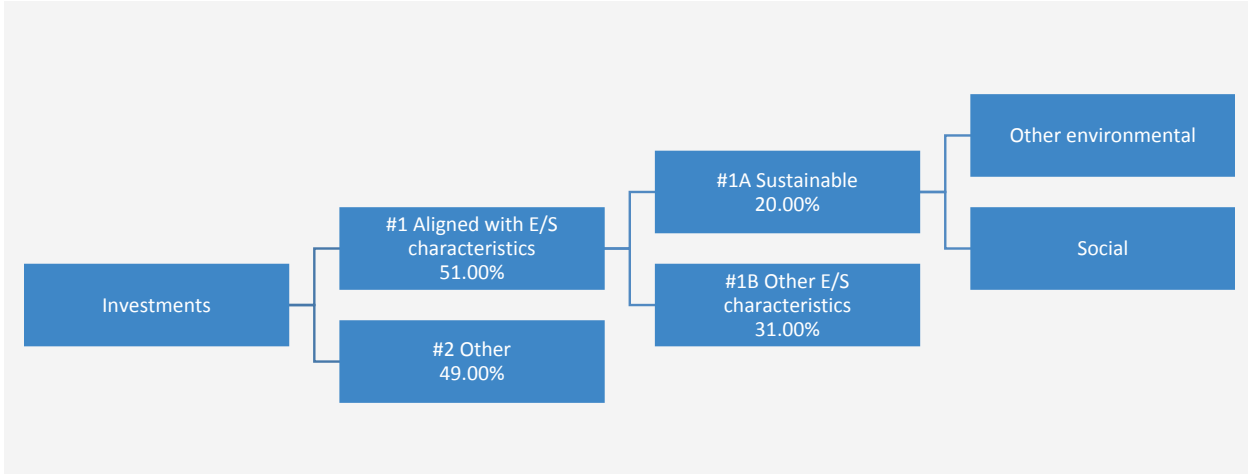 Investments
#1 Aligned with E/S
characteristics
51.00%
#2 Other
49.00%
#1A Sustainable
20.00%
#1B Other E/S
characteristics
31.00%
Other environmental
Social